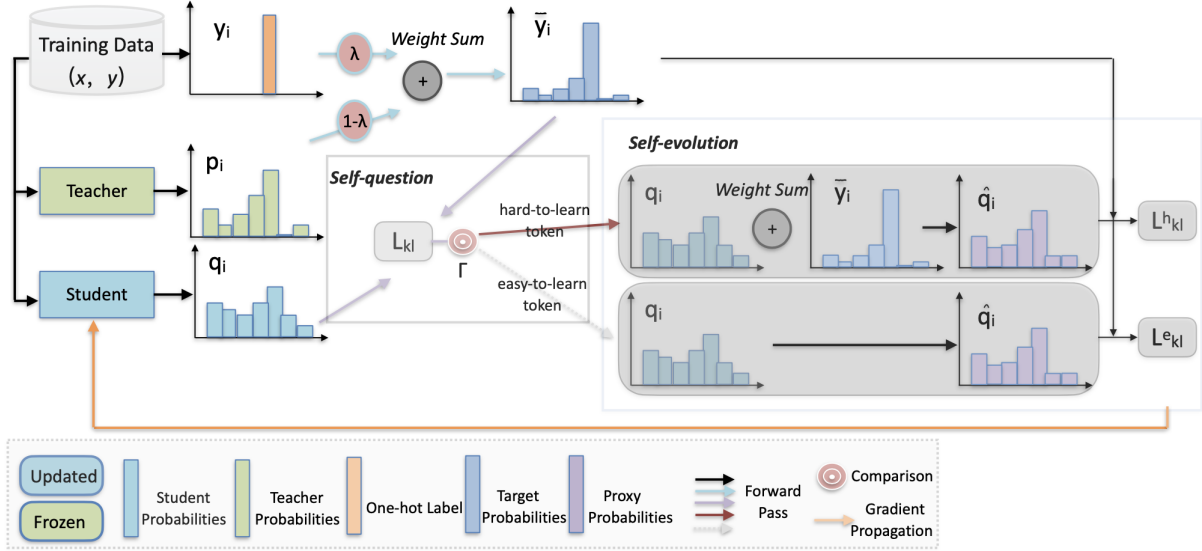 Training Data
(x, y)
yi
λ
1-λ
Weight Sum
+
ȳi
Teacher
pi
Student
qi
Self-question
Lkl
Γ
hard-to-learn
token
easy-to-learn
token
Self-evolution
qi
Weight Sum
+
ȳi
q̂i
Lʰkl
qi
q̂i
Lᵉkl
Updated
Frozen
Student
Probabilities
Teacher
Probabilities
One-hot Label
Target
Probabilities
Proxy
Probabilities
Forward
Pass
Comparison
Gradient
Propagation